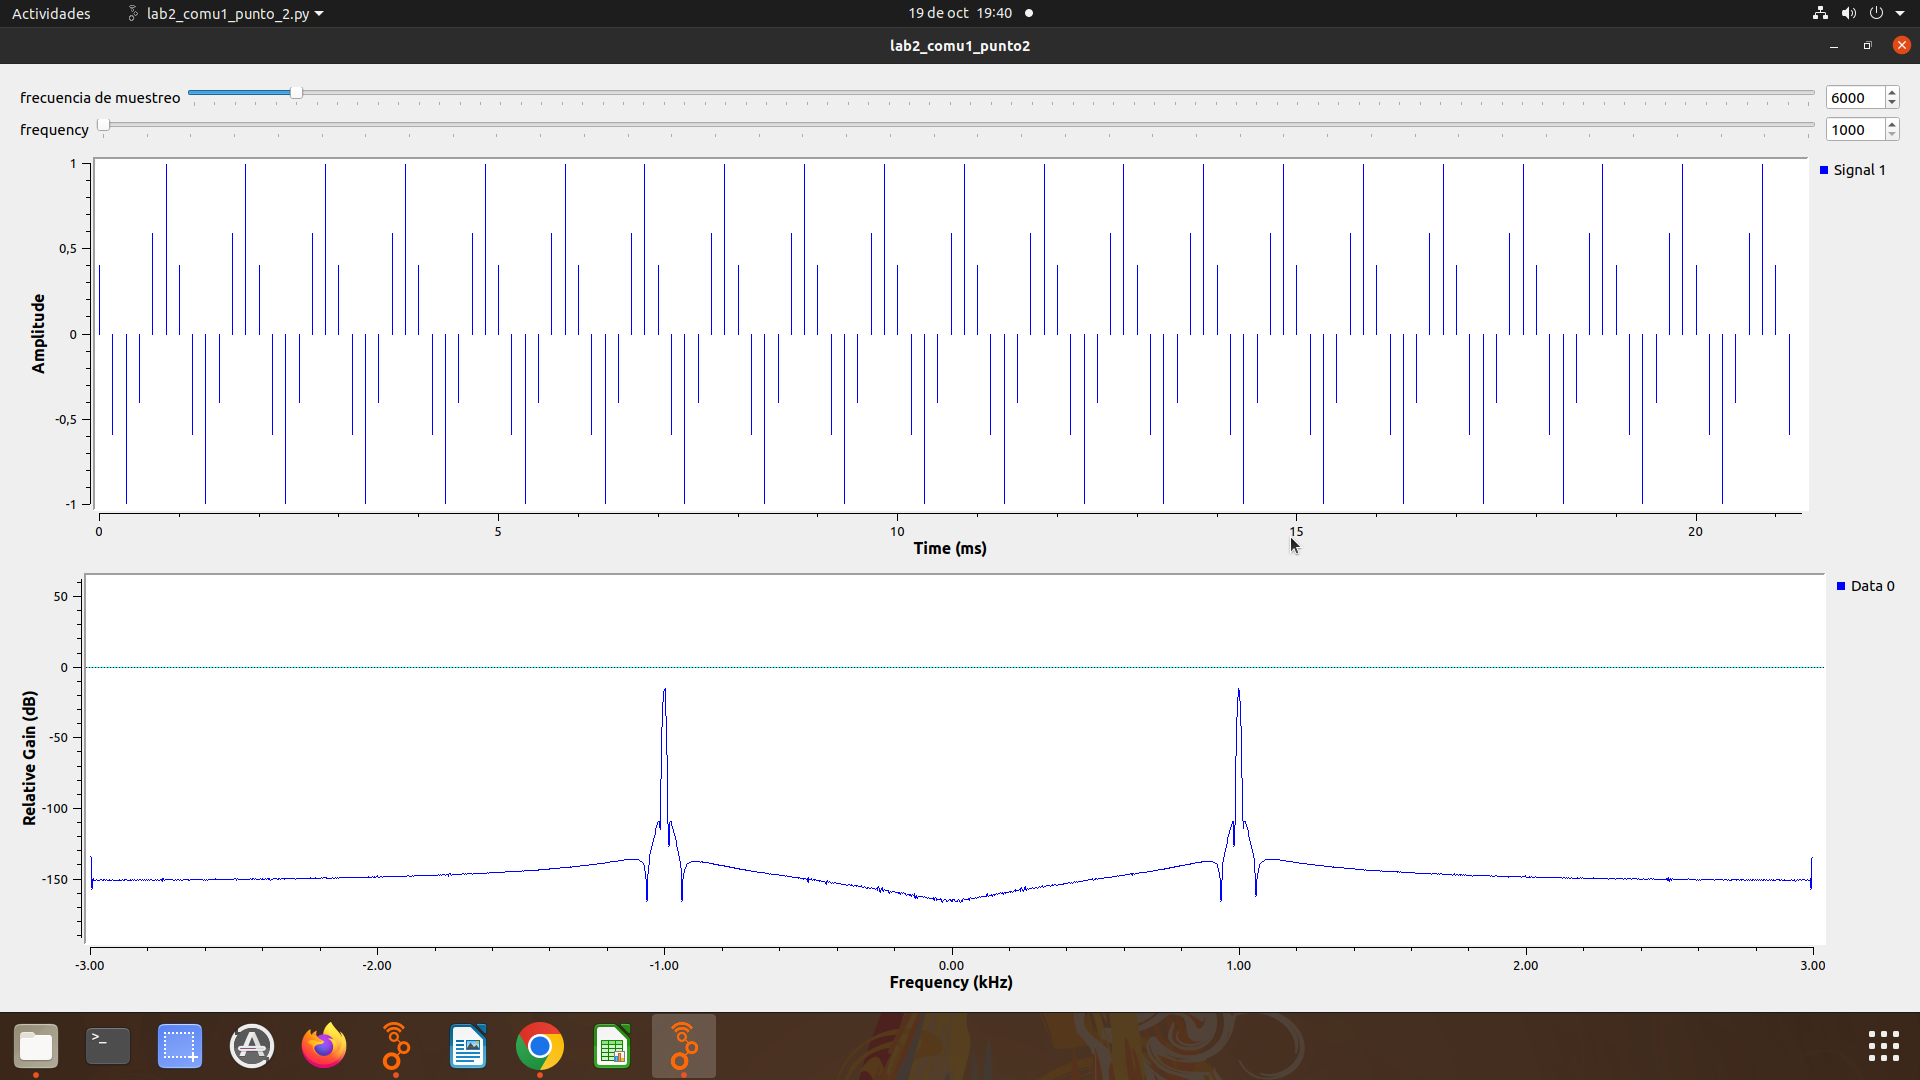 Actividades lab2_comu1_punto_2.py 19 de oct 19:40
lab2_comu1_punto2
frecuencia de muestreo 6000
frequency 1000
Signal 1
1
0,5
0
-0,5
-1
Amplitude
0 5 10 15 20
Time (ms)
Data 0
50
0
-50
-100
-150
Relative Gain (dB)
-3.00 -2.00 -1.00 0.00 1.00 2.00 3.00
Frequency (kHz)
>_
A